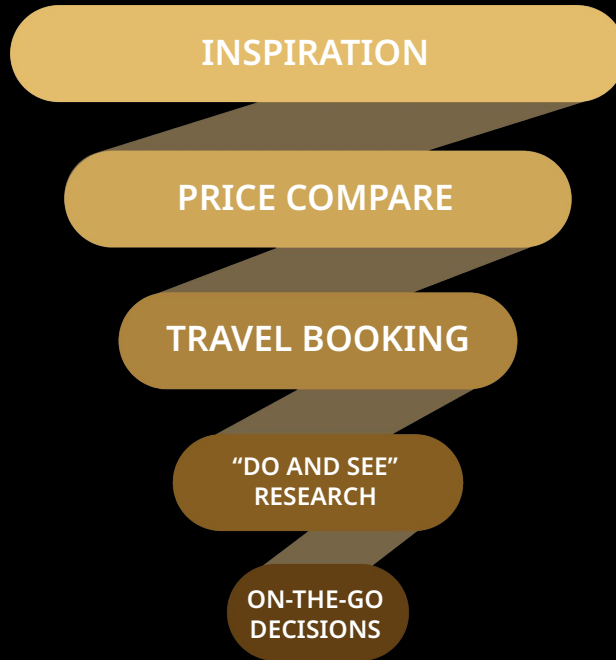 INSPIRATION
PRICE COMPARE
TRAVEL BOOKING
“DO AND SEE”
RESEARCH
ON-THE-GO
DECISIONS